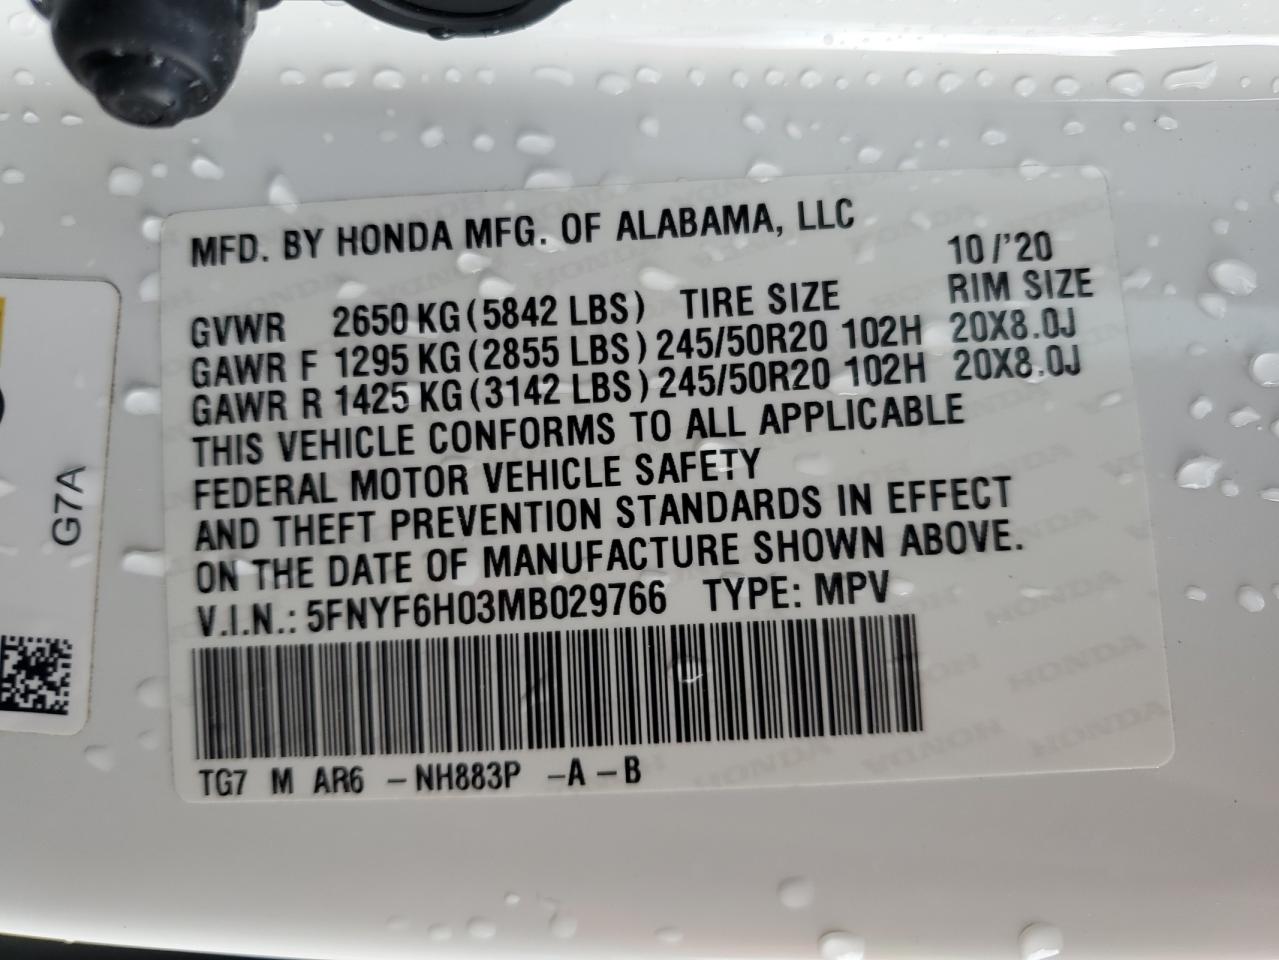 MFD. BY HONDA MFG. OF ALABAMA, LLC
10/'20
GVWR 2650 KG (5842 LBS) TIRE SIZE RIM SIZE
GAWR F 1295 KG (2855 LBS) 245/50R20 102H 20X8.0J
GAWR R 1425 KG (3142 LBS) 245/50R20 102H 20X8.0J
THIS VEHICLE CONFORMS TO ALL APPLICABLE
FEDERAL MOTOR VEHICLE SAFETY
AND THEFT PREVENTION STANDARDS IN EFFECT
ON THE DATE OF MANUFACTURE SHOWN ABOVE.
V.I.N.: 5FNYF6H03MB029766 TYPE: MPV
TG7 M AR6 -NH883P -A-B
G7A